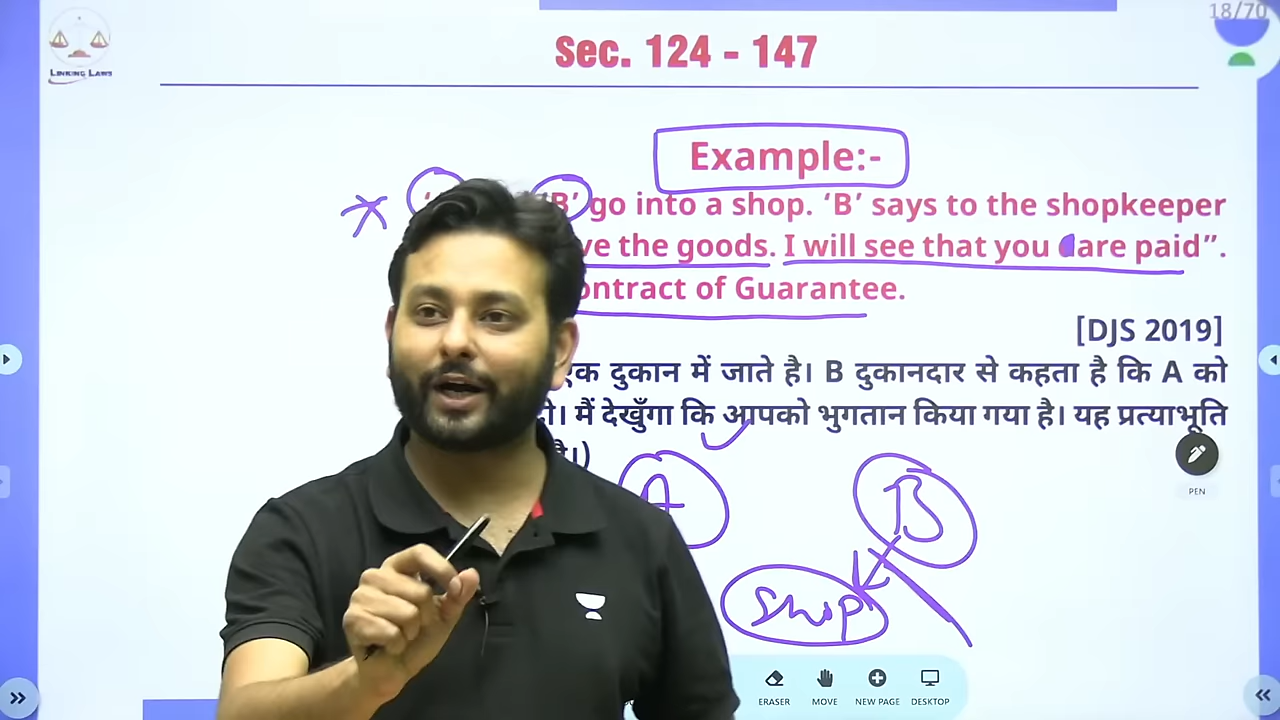 18/70
LINKING LAWS
Sec. 124 - 147
Example:-
'B' go into a shop. 'B' says to the shopkeeper
the goods. I will see that you are paid".
of Guarantee.
[DJS 2019]
दुकान में जाते है। B दुकानदार से कहता है कि A को
मैं देखुँगा कि आपको भुगतान किया गया है। यह प्रत्याभूति
है।)
A
B
Shop
PEN
ERASER
MOVE
NEW PAGE
DESKTOP